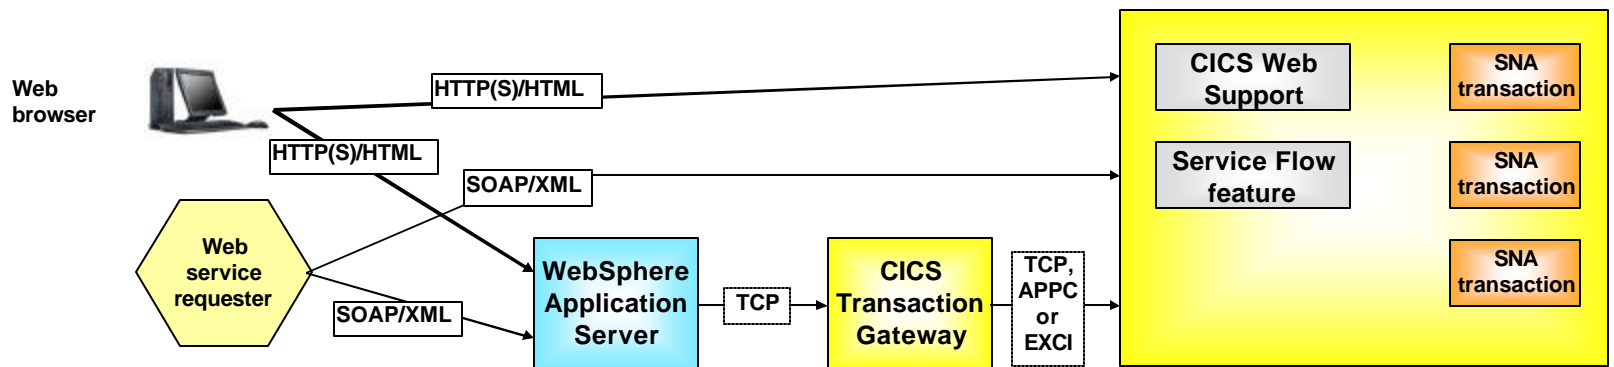 Web
browser
HTTP(S)/HTML
HTTP(S)/HTML
SOAP/XML
Web
service
requester
SOAP/XML
WebSphere
Application
Server
TCP
CICS
Transaction
Gateway
TCP,
APPC
or
EXCI
CICS Web
Support
Service Flow
feature
SNA
transaction
SNA
transaction
SNA
transaction